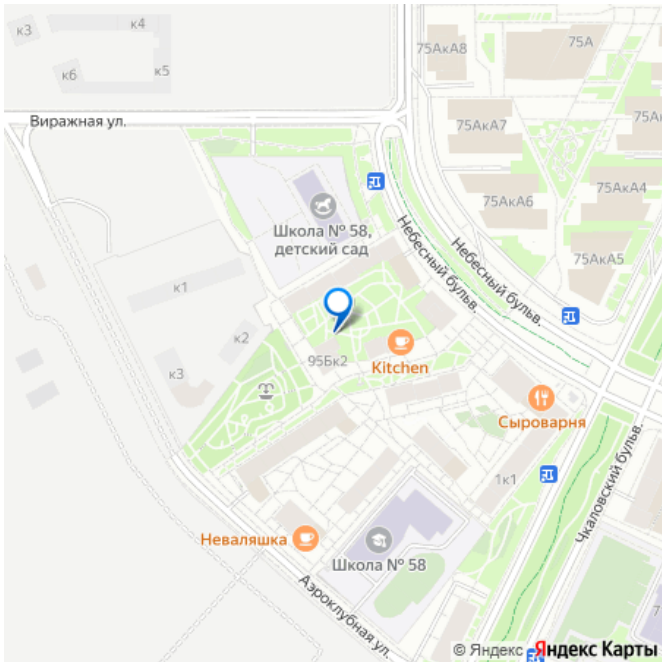 к3
к4
к6
к5
75АкА8
75А
Виражная ул.
75АкА7
75А
75АкА4
75АкА6
Школа № 58,
детский сад
Небесный бульв.
Небесный бульв.
75АкА5
к1
к2
95Бк2
Kitchen
к3
Сыроварня
Чкаловский бульв.
1к1
Неваляшка
Школа № 58
Аэроклубная ул.
© Яндекс Яндекс Карты